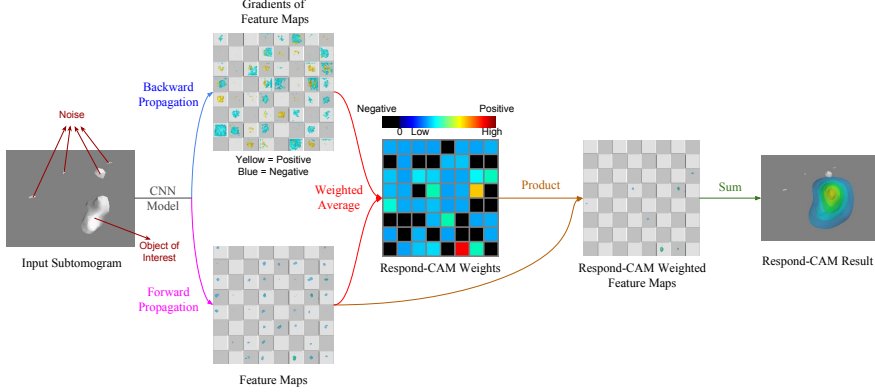 Gradients of
Feature Maps
Backward
Propagation
Noise
CNN
Model
Object of
Interest
Input Subtomogram
Yellow = Positive
Blue = Negative
Forward
Propagation
Feature Maps
Weighted
Average
Negative
Positive
0 Low
High
Respond-CAM Weights
Product
Respond-CAM Weighted
Feature Maps
Sum
Respond-CAM Result